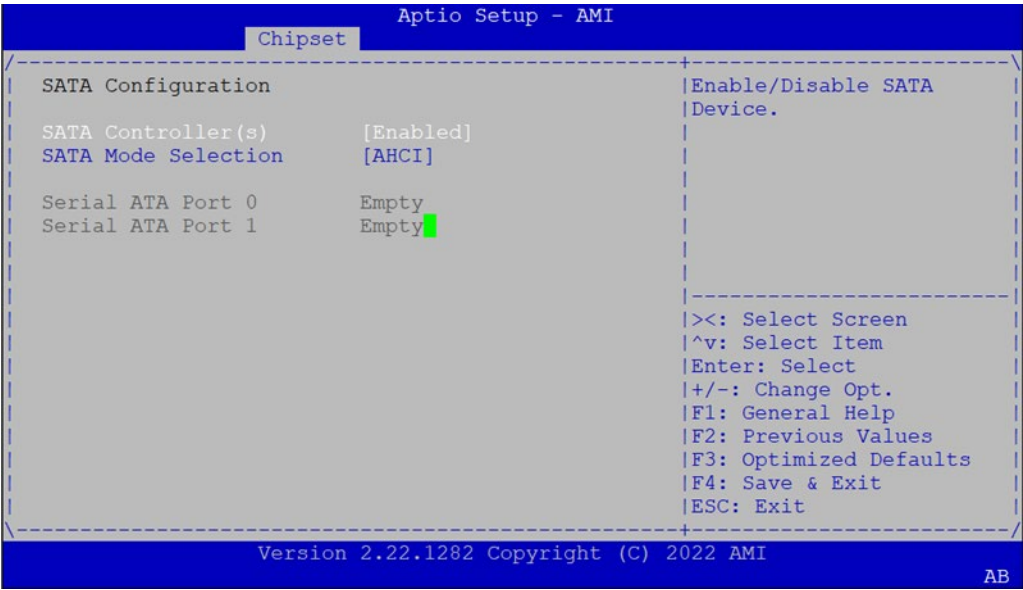 Aptio Setup - AMI
Chipset
/----------------------------------------------------+-------------------------\
SATA Configuration
SATA Controller(s) [Enabled]
SATA Mode Selection [AHCI]
Serial ATA Port 0 Empty
Serial ATA Port 1 Empty
|Enable/Disable SATA
|Device.
|-------------------------|
|><: Select Screen
|^v: Select Item
|Enter: Select
|+/-: Change Opt.
|F1: General Help
|F2: Previous Values
|F3: Optimized Defaults
|F4: Save & Exit
|ESC: Exit
\----------------------------------------------------+-------------------------/
Version 2.22.1282 Copyright (C) 2022 AMI
AB